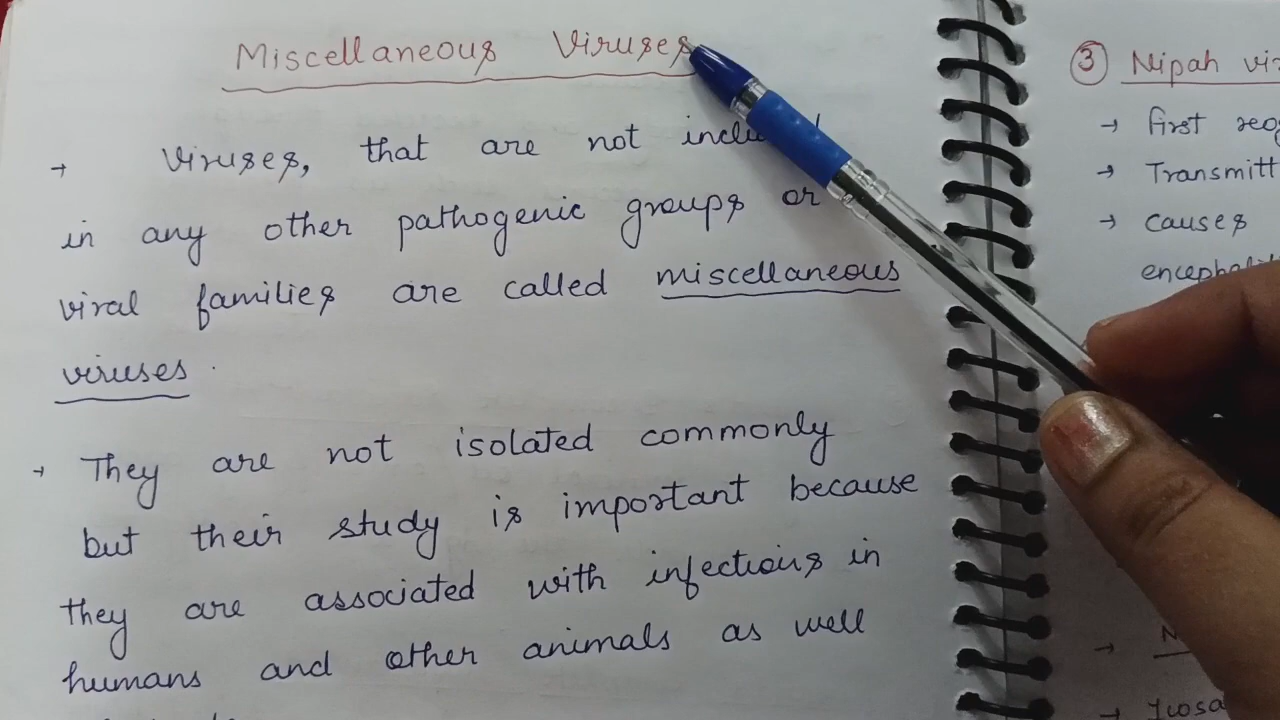 Miscellaneous Viruses
→ Viruses, that are not
in any other pathogenic groups or
viral families are called miscellaneous
viruses.
→ They are not isolated commonly
but their study is important because
they are associated with infections in
humans and other animals as well
③ Nipah
→ first
→ Transmitt
→ causes
→
→